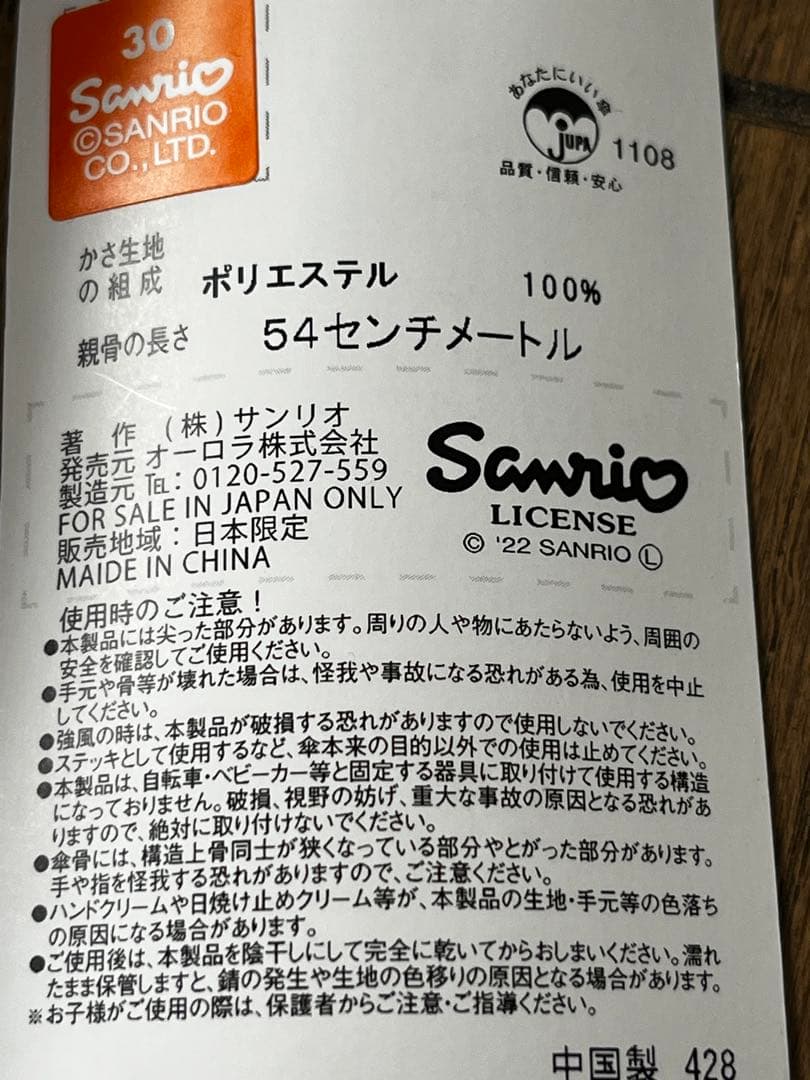 30
Sanrio
©SANRIO
CO., LTD.
あなたにいい傘
JUPA
1108
品質・信頼・安心
かさ生地
の組成 ポリエステル 100%
親骨の長さ 54センチメートル
著 作 (株)サンリオ
発売元 オーロラ株式会社
製造元 TEL: 0120-527-559
FOR SALE IN JAPAN ONLY
販売地域：日本限定
MAIDE IN CHINA
Sanrio
LICENSE
© '22 SANRIO Ⓛ
使用時のご注意！
●本製品には尖った部分があります。周りの人や物にあたらないよう、周囲の
安全を確認してご使用ください。
●手元や骨等が壊れた場合は、怪我や事故になる恐れがある為、使用を中止
してください。
●強風の時は、本製品が破損する恐れがありますので使用しないでください。
●ステッキとして使用するなど、傘本来の目的以外での使用は止めてください。
●本製品は、自転車・ベビーカー等と固定する器具に取り付けて使用する構造
になっておりません。破損、視野の妨げ、重大な事故の原因となる恐れがあ
りますので、絶対に取り付けないでください。
●傘骨には、構造上骨同士が狭くなっている部分やとがった部分があります。
手や指を怪我する恐れがありますので、ご注意ください。
●ハンドクリームや日焼け止めクリーム等が、本製品の生地・手元等の色落ち
の原因になる場合があります。
●ご使用後は、本製品を陰干しにして完全に乾いてからおしまいください。濡れ
たまま保管しますと、錆の発生や生地の色移りの原因となる場合があります。
※お子様がご使用の際は、保護者からご注意・ご指導ください。
中国製 428